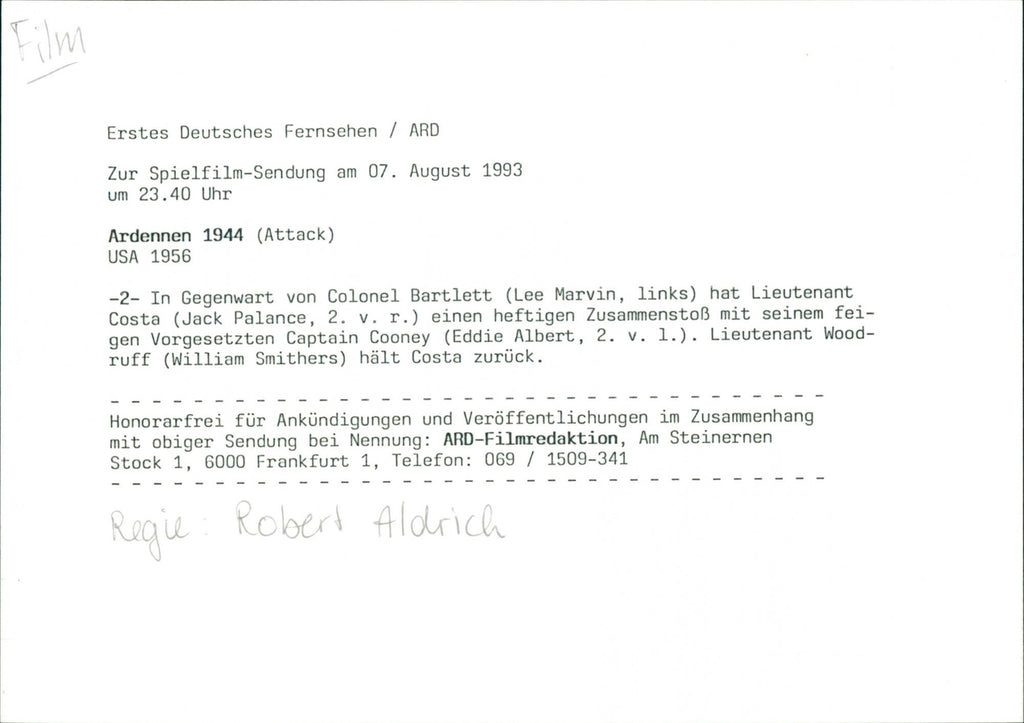 Film
Erstes Deutsches Fernsehen / ARD
Zur Spielfilm-Sendung am 07. August 1993
um 23.40 Uhr
Ardennen 1944 (Attack)
USA 1956
-2- In Gegenwart von Colonel Bartlett (Lee Marvin, links) hat Lieutenant
Costa (Jack Palance, 2. v. r.) einen heftigen Zusammenstoß mit seinem fei-
gen Vorgesetzten Captain Cooney (Eddie Albert, 2. v. l.). Lieutenant Wood-
ruff (William Smithers) hält Costa zurück.
Honorarfrei für Ankündigungen und Veröffentlichungen im Zusammenhang
mit obiger Sendung bei Nennung: ARD-Filmredaktion, Am Steinernen
Stock 1, 6000 Frankfurt 1, Telefon: 069 / 1509-341
Regie: Robert Aldrich